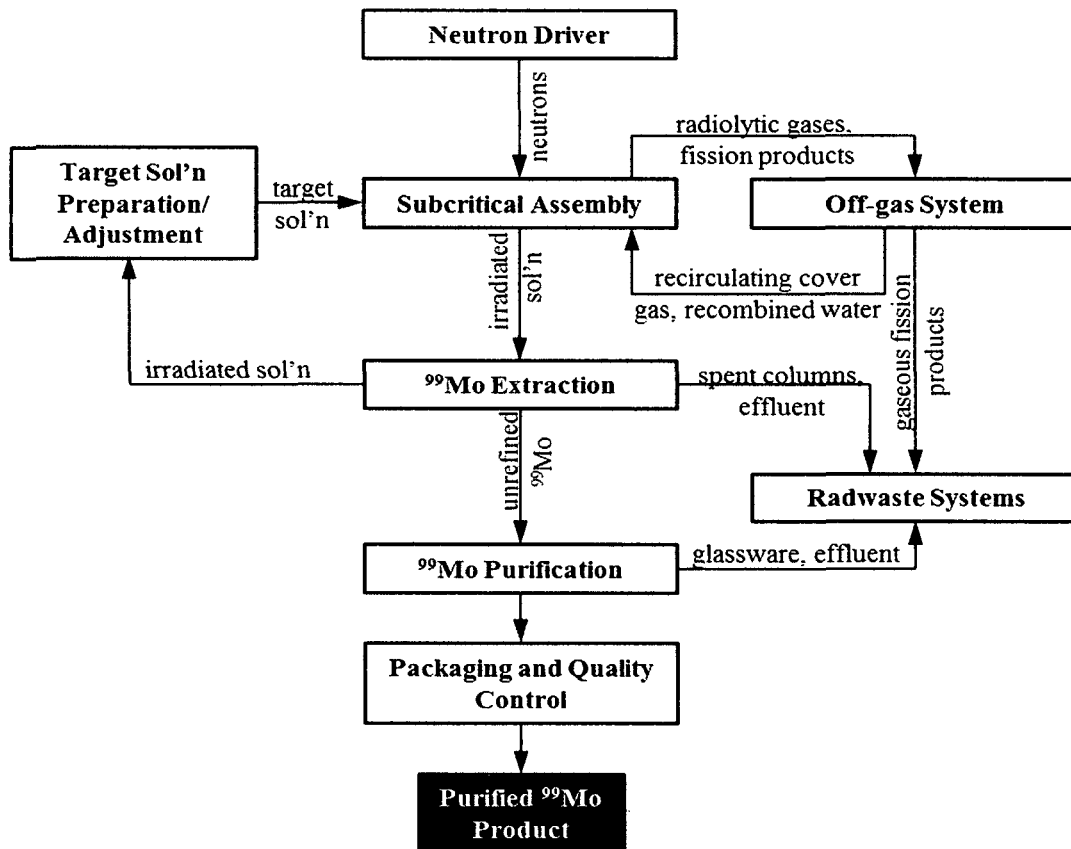 Neutron Driver
neutrons
radiolytic gases,
fission products
Target Sol'n
Preparation/
Adjustment
target
sol'n
Subcritical Assembly
Off-gas System
irradiated
sol'n
recirculating cover
gas, recombined water
gaseous fission
products
irradiated sol'n
⁹⁹Mo Extraction
spent columns,
effluent
unrefined
⁹⁹Mo
Radwaste Systems
⁹⁹Mo Purification
glassware, effluent
Packaging and Quality
Control
Purified ⁹⁹Mo
Product